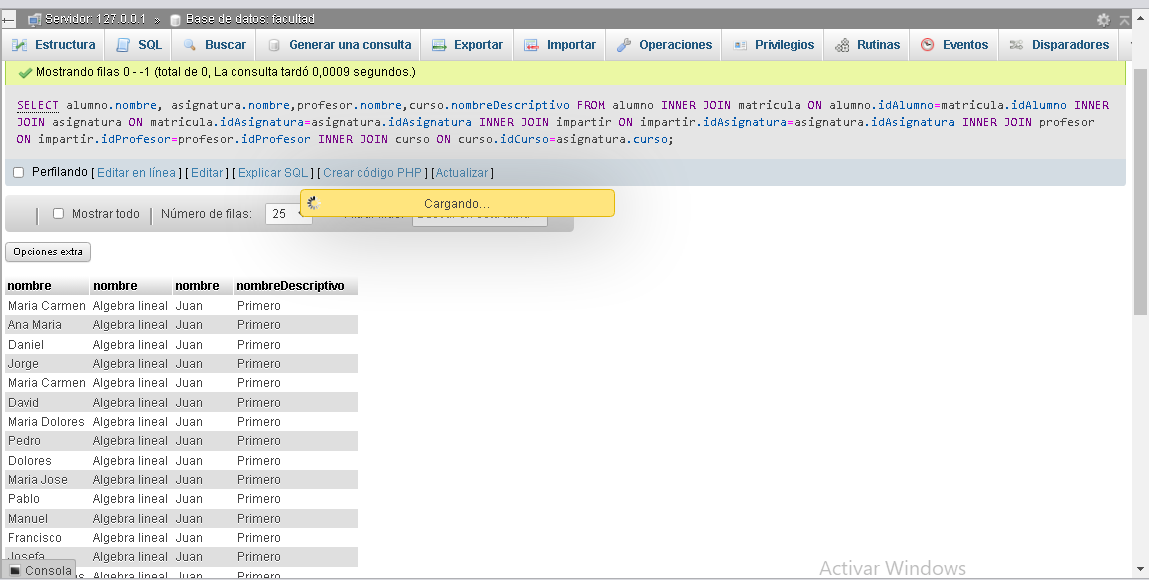 Servidor: 127.0.0.1 » Base de datos: facultad
Estructura SQL Buscar Generar una consulta Exportar Importar Operaciones Privilegios Rutinas Eventos Disparadores
Mostrando filas 0 - -1 (total de 0, La consulta tardó 0,0009 segundos.)
SELECT alumno.nombre, asignatura.nombre,profesor.nombre,curso.nombreDescriptivo FROM alumno INNER JOIN matricula ON alumno.idAlumno=matricula.idAlumno INNER
JOIN asignatura ON matricula.idAsignatura=asignatura.idAsignatura INNER JOIN impartir ON impartir.idAsignatura=asignatura.idAsignatura INNER JOIN profesor
ON impartir.idProfesor=profesor.idProfesor INNER JOIN curso ON curso.idCurso=asignatura.curso;
Perfilando [ Editar en línea ] [ Editar ] [ Explicar SQL ] [ Crear código PHP ] [ Actualizar ]
Cargando…
Mostrar todo Número de filas: 25
Opciones extra
nombre nombre nombre nombreDescriptivo
Maria Carmen Algebra lineal Juan Primero
Ana Maria Algebra lineal Juan Primero
Daniel Algebra lineal Juan Primero
Jorge Algebra lineal Juan Primero
Maria Carmen Algebra lineal Juan Primero
David Algebra lineal Juan Primero
Maria Dolores Algebra lineal Juan Primero
Pedro Algebra lineal Juan Primero
Dolores Algebra lineal Juan Primero
Maria Jose Algebra lineal Juan Primero
Pablo Algebra lineal Juan Primero
Manuel Algebra lineal Juan Primero
Francisco Algebra lineal Juan Primero
Josefa Algebra lineal Juan Primero
Algebra lineal Juan Primero
Consola
Activar Windows